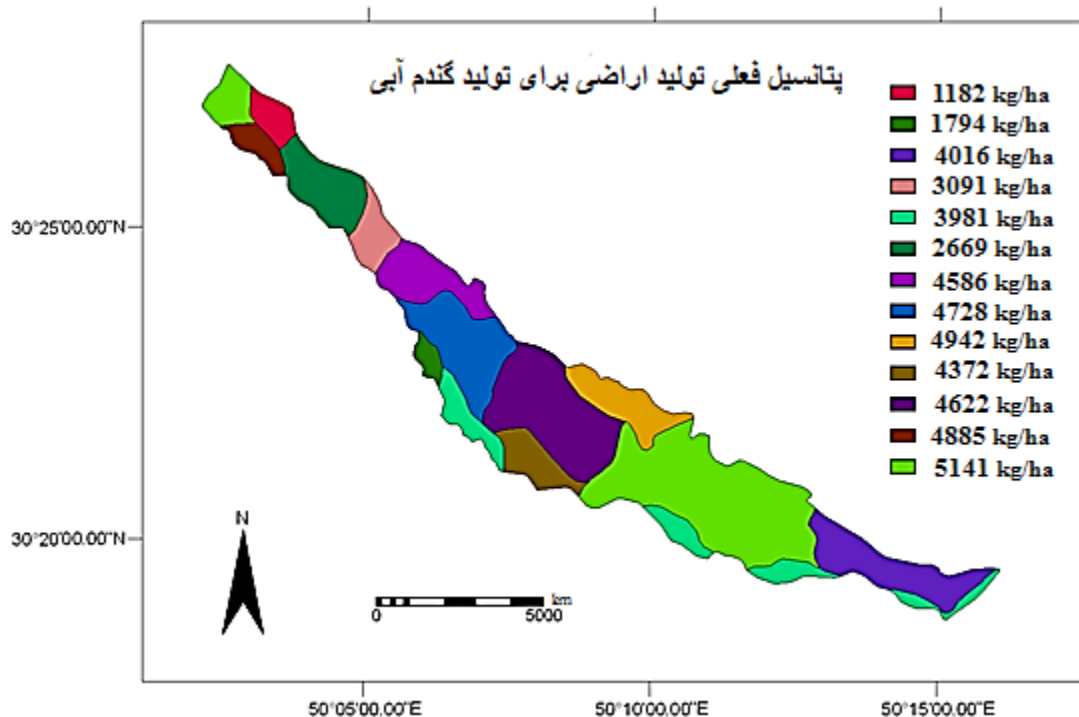 پتانسیل فعلی تولید اراضی برای تولید گندم آبی
1182 kg/ha
1794 kg/ha
4016 kg/ha
3091 kg/ha
3981 kg/ha
2669 kg/ha
4586 kg/ha
4728 kg/ha
4942 kg/ha
4372 kg/ha
4622 kg/ha
4885 kg/ha
5141 kg/ha
30°25'00.00"N
30°20'00.00"N
N
km
0 5000
50°05'00.00"E 50°10'00.00"E 50°15'00.00"E